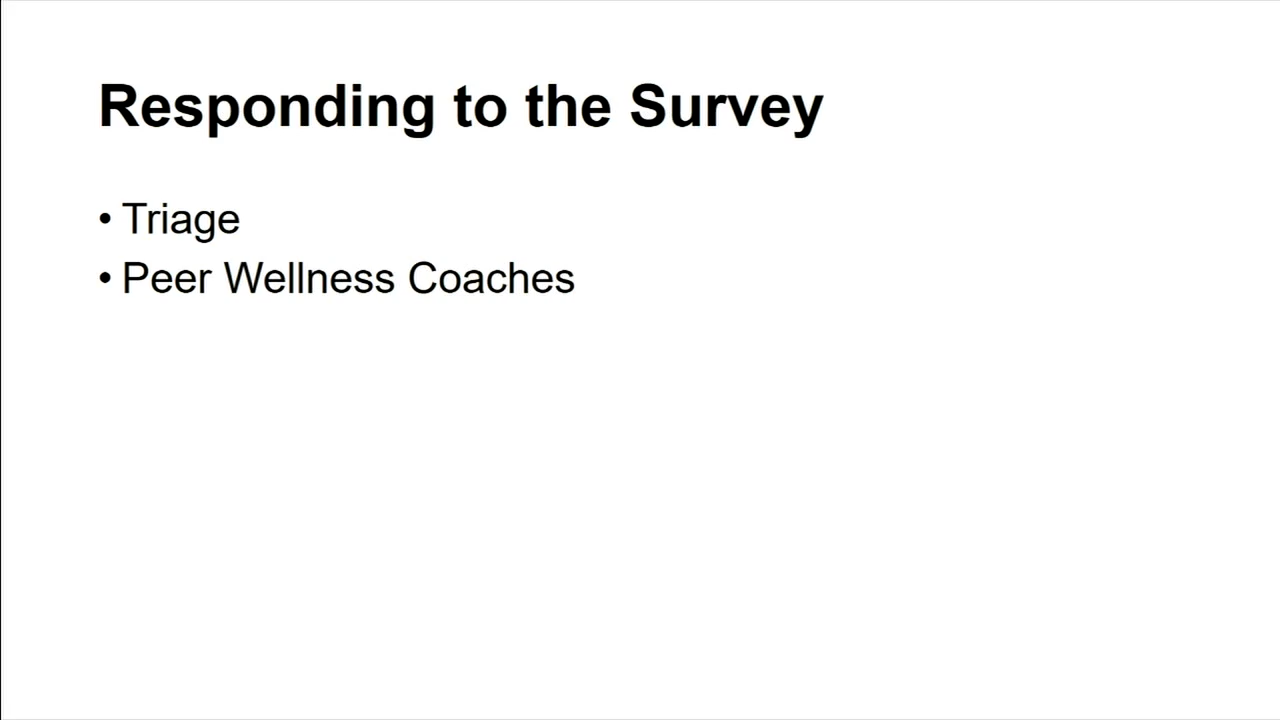 Responding to the Survey
• Triage
• Peer Wellness Coaches